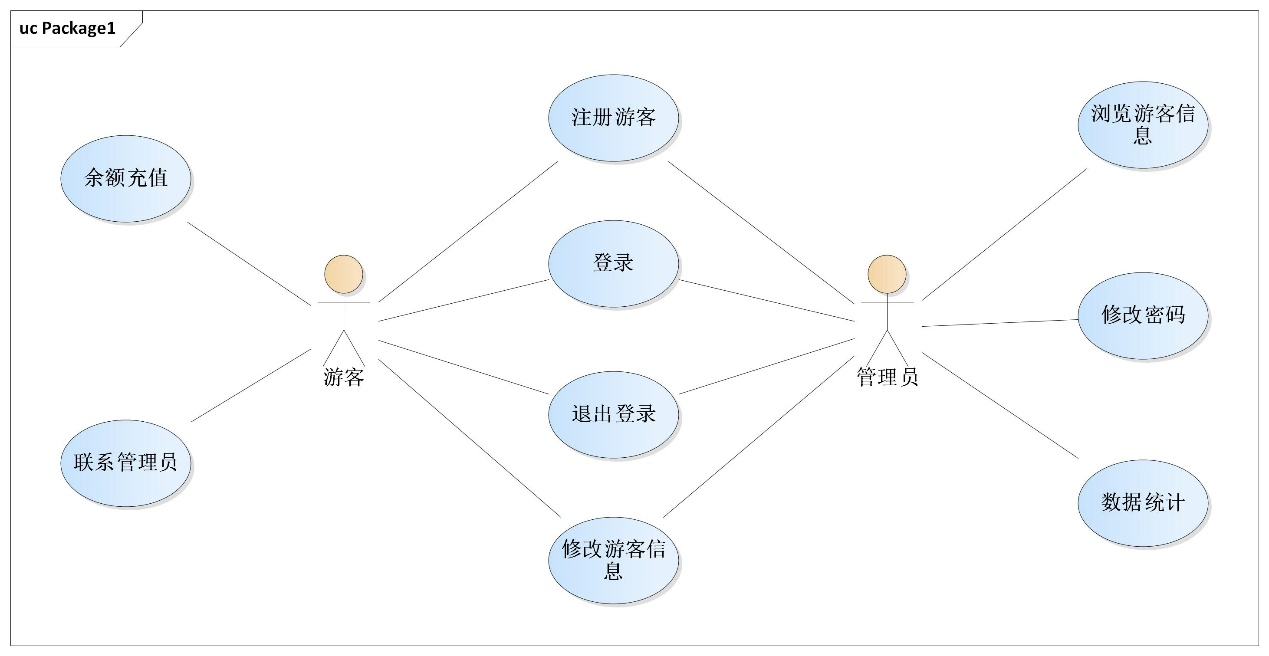 uc Package1
注册游客
浏览游客信
息
余额充值
登录
修改密码
游客
管理员
退出登录
联系管理员
数据统计
修改游客信
息